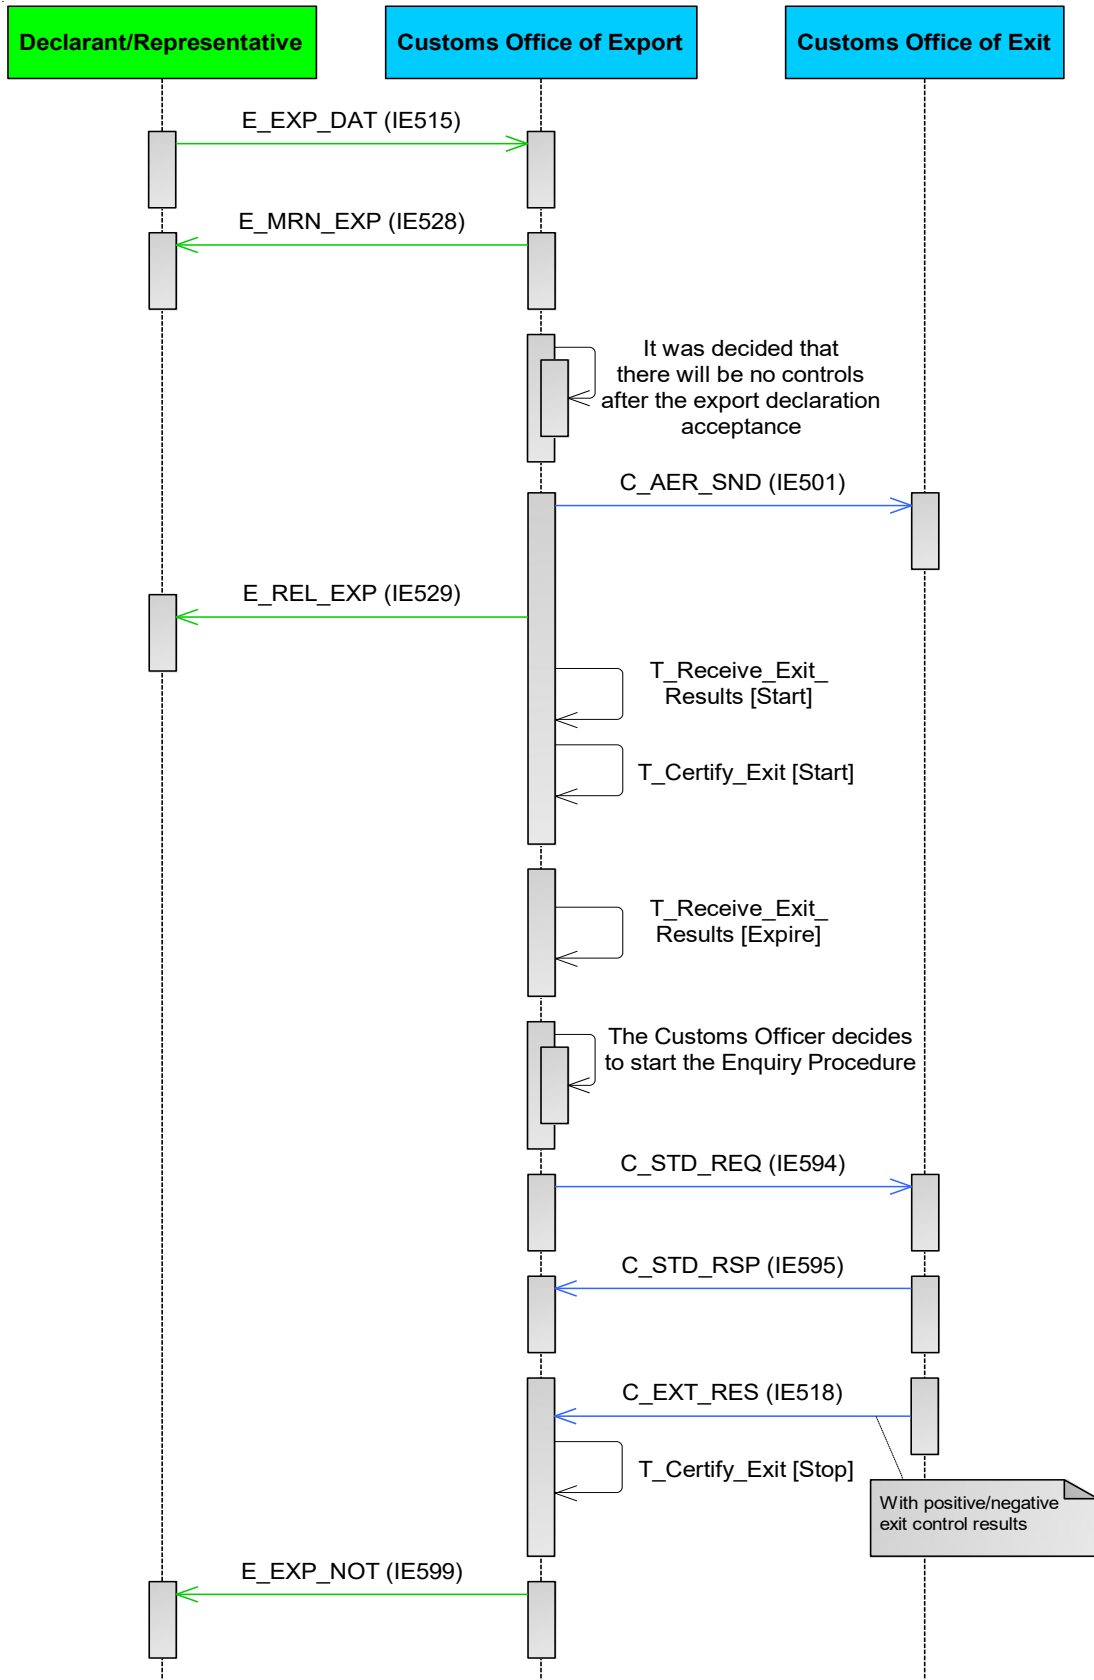 Declarant/Representative
Customs Office of Export
Customs Office of Exit
E_EXP_DAT (IE515)
E_MRN_EXP (IE528)
It was decided that
there will be no controls
after the export declaration
acceptance
C_AER_SND (IE501)
E_REL_EXP (IE529)
T_Receive_Exit_
Results [Start]
T_Certify_Exit [Start]
T_Receive_Exit_
Results [Expire]
The Customs Officer decides
to start the Enquiry Procedure
C_STD_REQ (IE594)
C_STD_RSP (IE595)
C_EXT_RES (IE518)
T_Certify_Exit [Stop]
With positive/negative
exit control results
E_EXP_NOT (IE599)